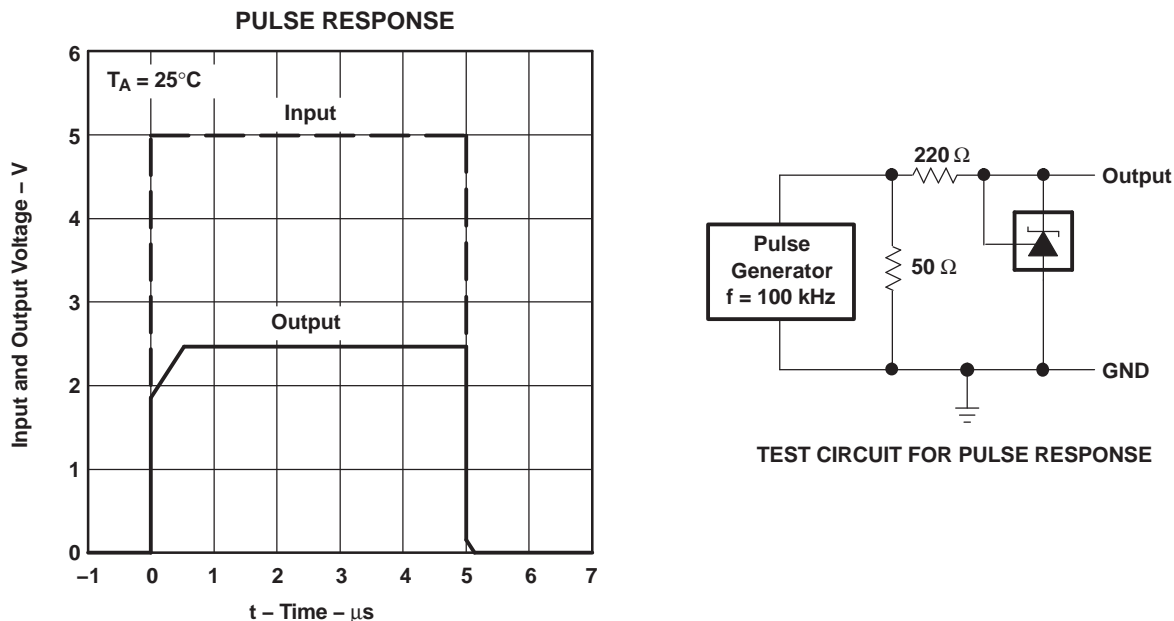 PULSE RESPONSE
6
5
4
3
2
1
0
Input and Output Voltage – V
TA = 25°C
Input
Output
–1 0 1 2 3 4 5 6 7
t – Time – μs
220 Ω
Output
Pulse
Generator
f = 100 kHz
50 Ω
GND
TEST CIRCUIT FOR PULSE RESPONSE